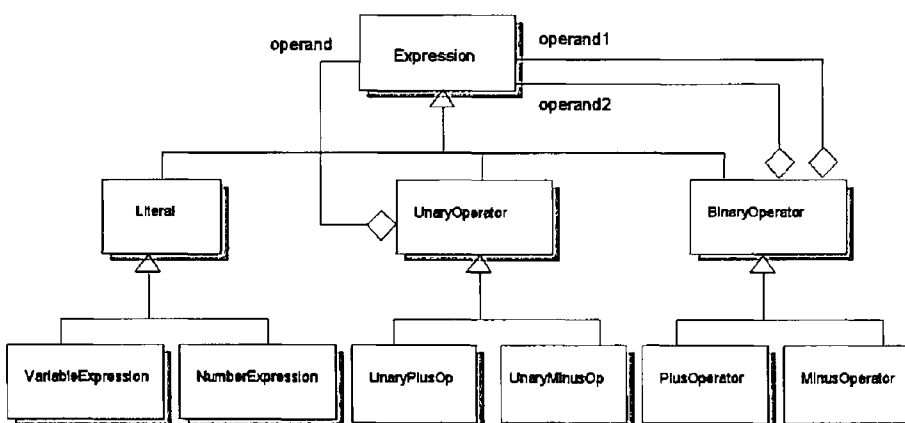 operand
Expression
operand1
operand2
Literal
UnaryOperator
BinaryOperator
VariableExpression
NumberExpression
UnaryPlusOp
UnaryMinusOp
PlusOperator
MinusOperator